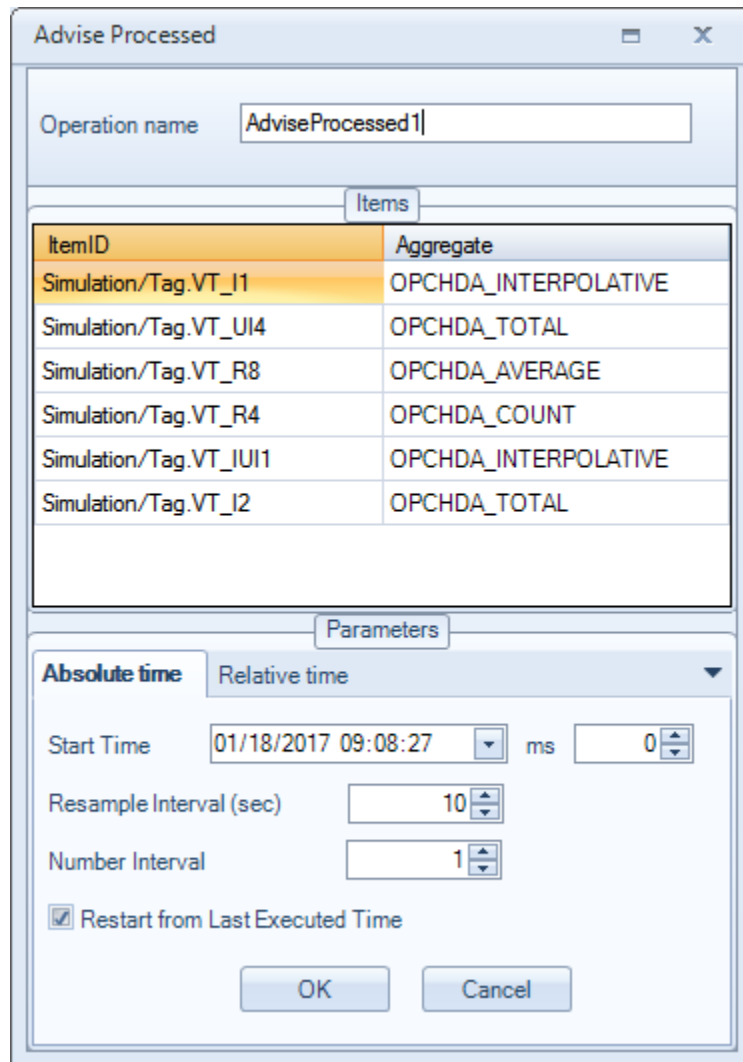 Advise Processed
Operation name AdviseProcessed1
Items
ItemID Aggregate
Simulation/Tag.VT_I1 OPCHDA_INTERPOLATIVE
Simulation/Tag.VT_UI4 OPCHDA_TOTAL
Simulation/Tag.VT_R8 OPCHDA_AVERAGE
Simulation/Tag.VT_R4 OPCHDA_COUNT
Simulation/Tag.VT_IUI1 OPCHDA_INTERPOLATIVE
Simulation/Tag.VT_I2 OPCHDA_TOTAL
Parameters
Absolute time Relative time
Start Time 01/18/2017 09:08:27 ms 0
Resample Interval (sec) 10
Number Interval 1
Restart from Last Executed Time
OK Cancel